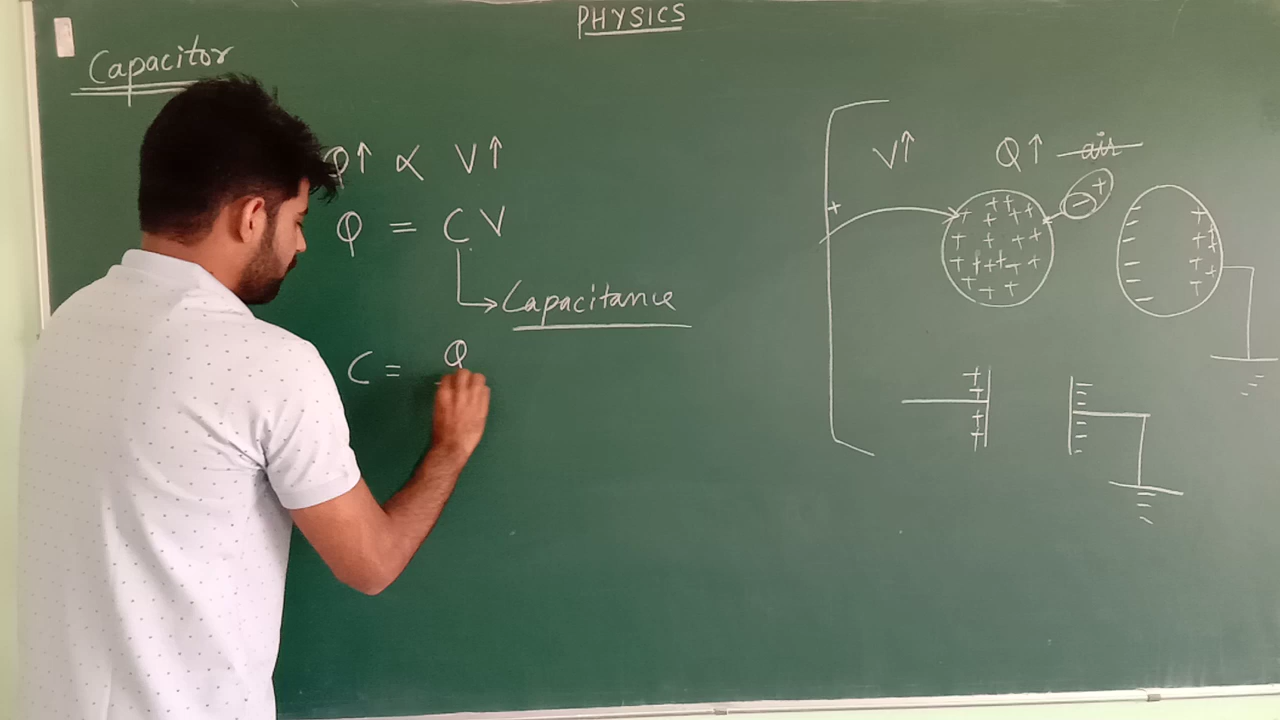 PHYSICS
Capacitor
Q↑ ∝ V↑
Q = CV
Capacitance
C = Q
V↑ Q↑ air
+
+ + + + + + + + + + + + + + + + + + + +
− +
− − − − − − + + + + + +
+ + + +